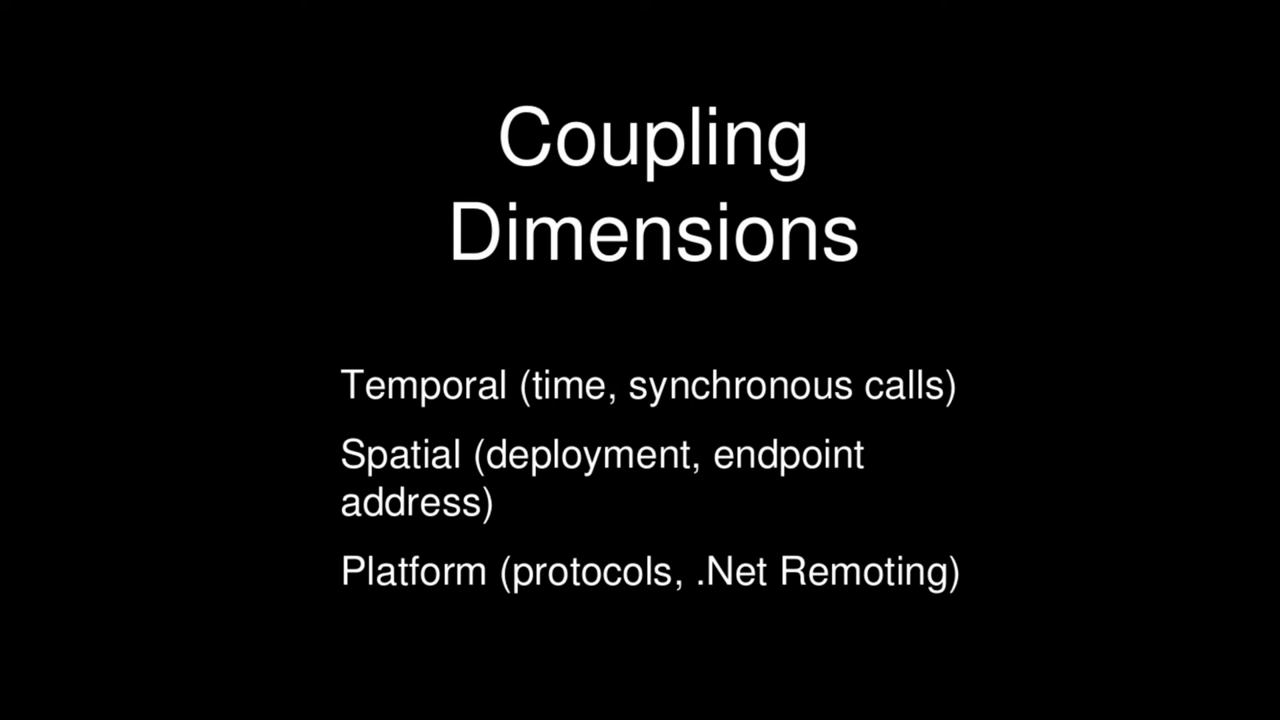 Coupling
Dimensions
Temporal (time, synchronous calls)
Spatial (deployment, endpoint
address)
Platform (protocols, .Net Remoting)